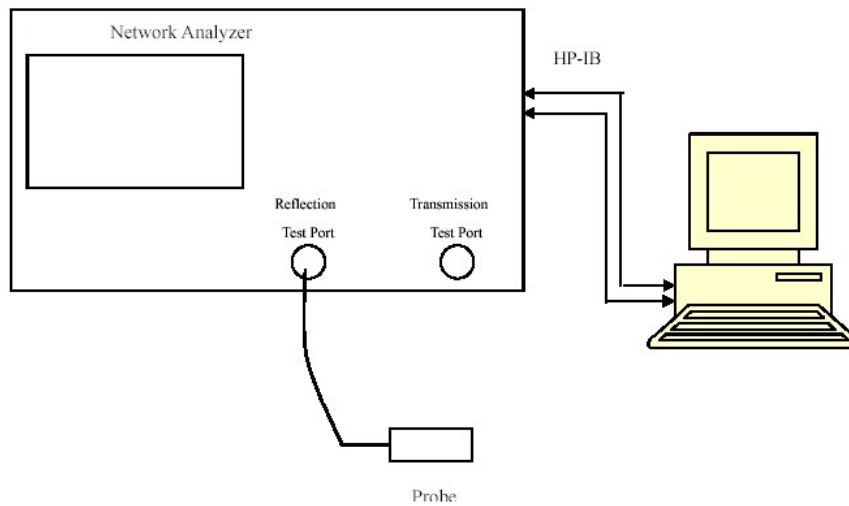 Network Analyzer
HP-IB
Reflection
Test Port
Transmission
Test Port
Probe